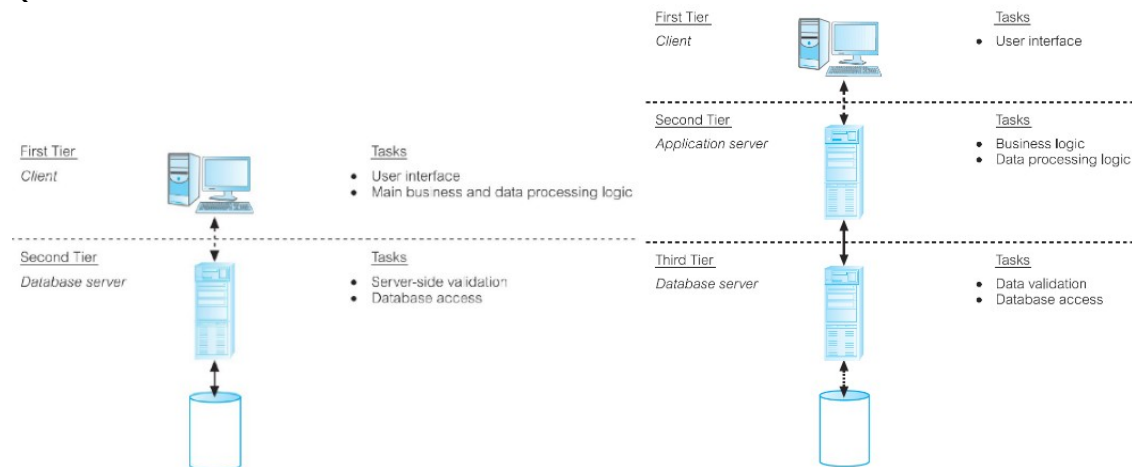 First Tier
Client
Tasks
• User interface
• Main business and data processing logic
Second Tier
Database server
Tasks
• Server-side validation
• Database access
First Tier
Client
Tasks
• User interface
Second Tier
Application server
Tasks
• Business logic
• Data processing logic
Third Tier
Database server
Tasks
• Data validation
• Database access